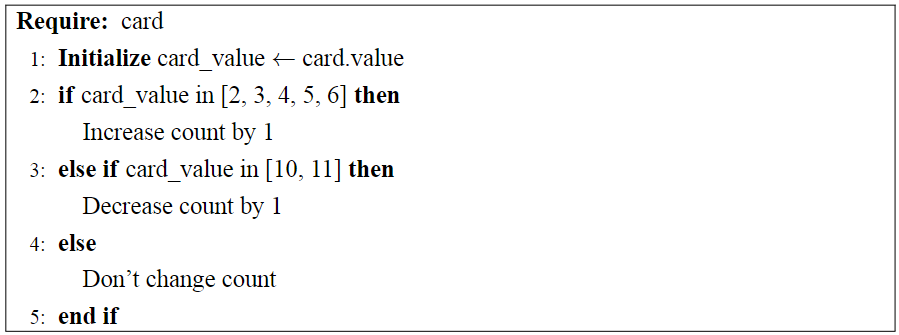 Require: card
1: Initialize card_value ← card.value
2: if card_value in [2, 3, 4, 5, 6] then
Increase count by 1
3: else if card_value in [10, 11] then
Decrease count by 1
4: else
Don’t change count
5: end if